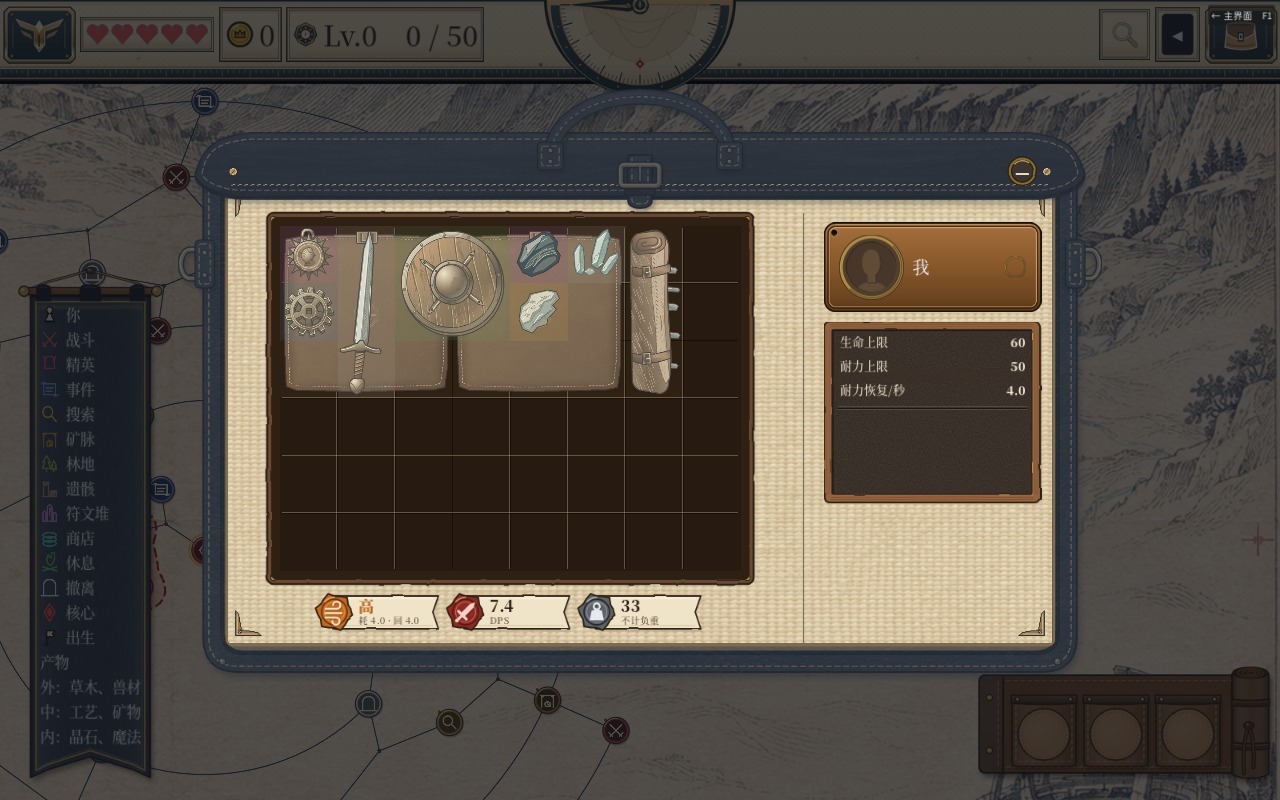 0
Lv.0 0 / 50
← 主界面 F1
你
战斗
精英
事件
搜索
矿脉
林地
遗骸
符文堆
商店
休息
撤离
核心
出生
产物
外：草木、兽材
中：工艺、矿物
内：晶石、魔法
我
生命上限 60
耐力上限 50
耐力恢复/秒 4.0
高
耗 4.0 · 回 4.0
7.4
DPS
33
不计负重